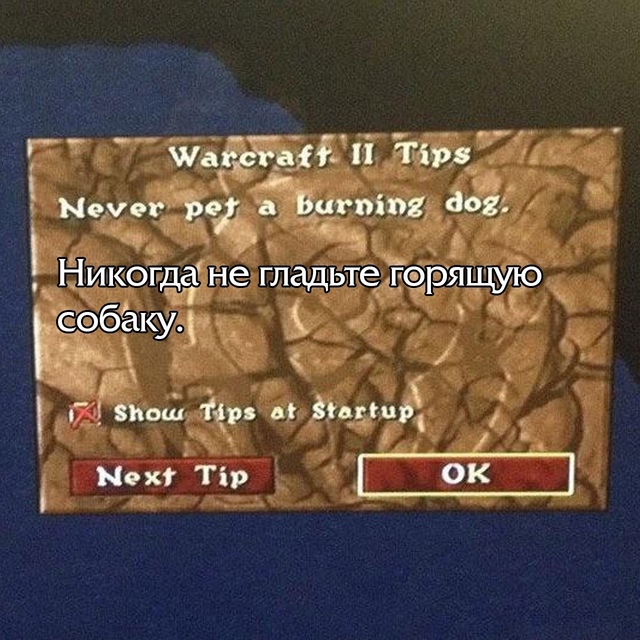 Warcraft II Tips
Never pet a burning dog.
Никогда не гладьте горящую
собаку.
Show Tips at Startup
Next Tip
OK